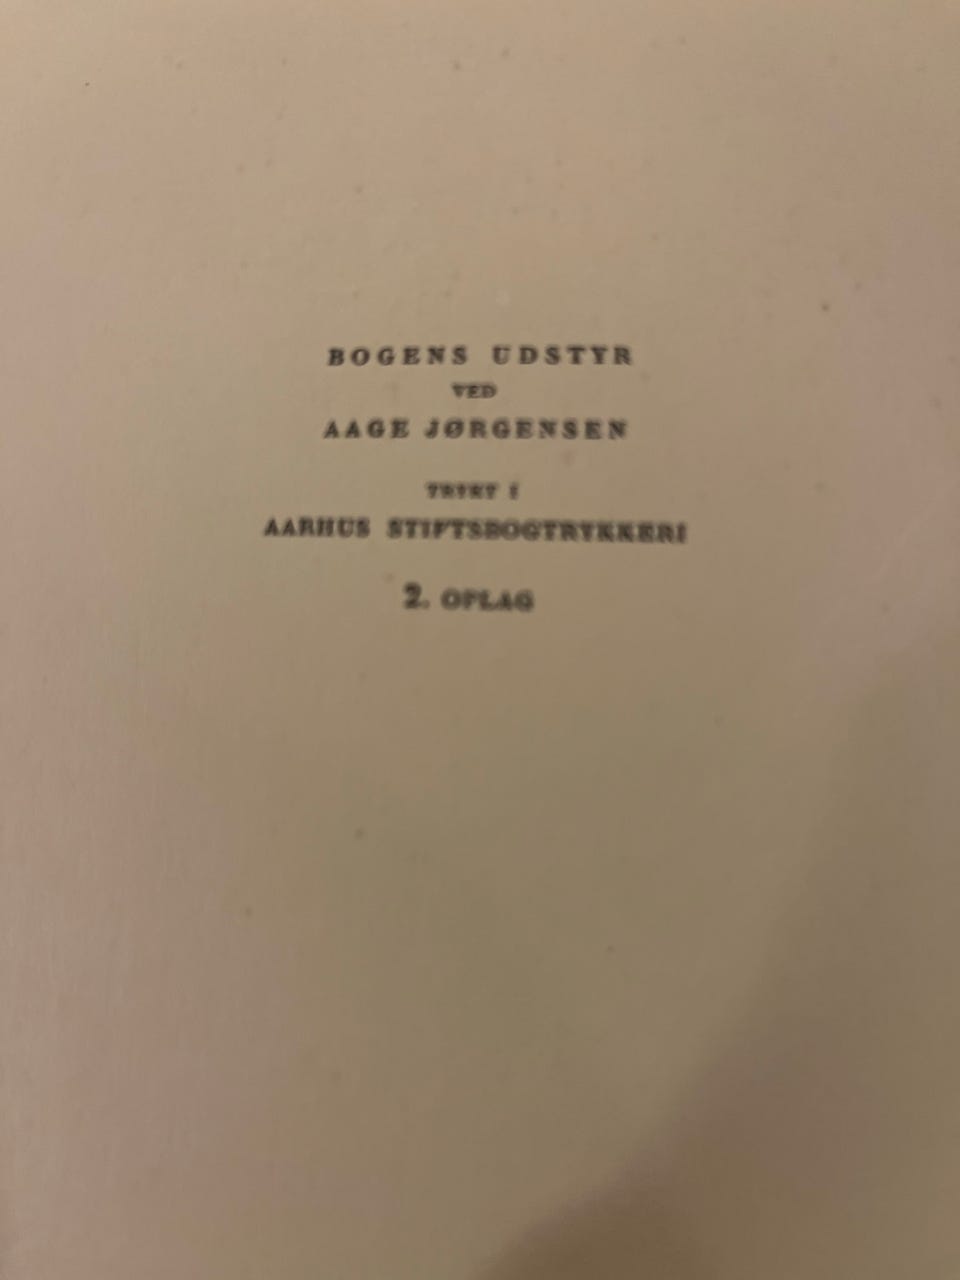 BOGENS UDSTYR
VED
AAGE JØRGENSEN
TRYKT I
AARHUS STIFTSBOGTRYKKERI
2. OPLAG